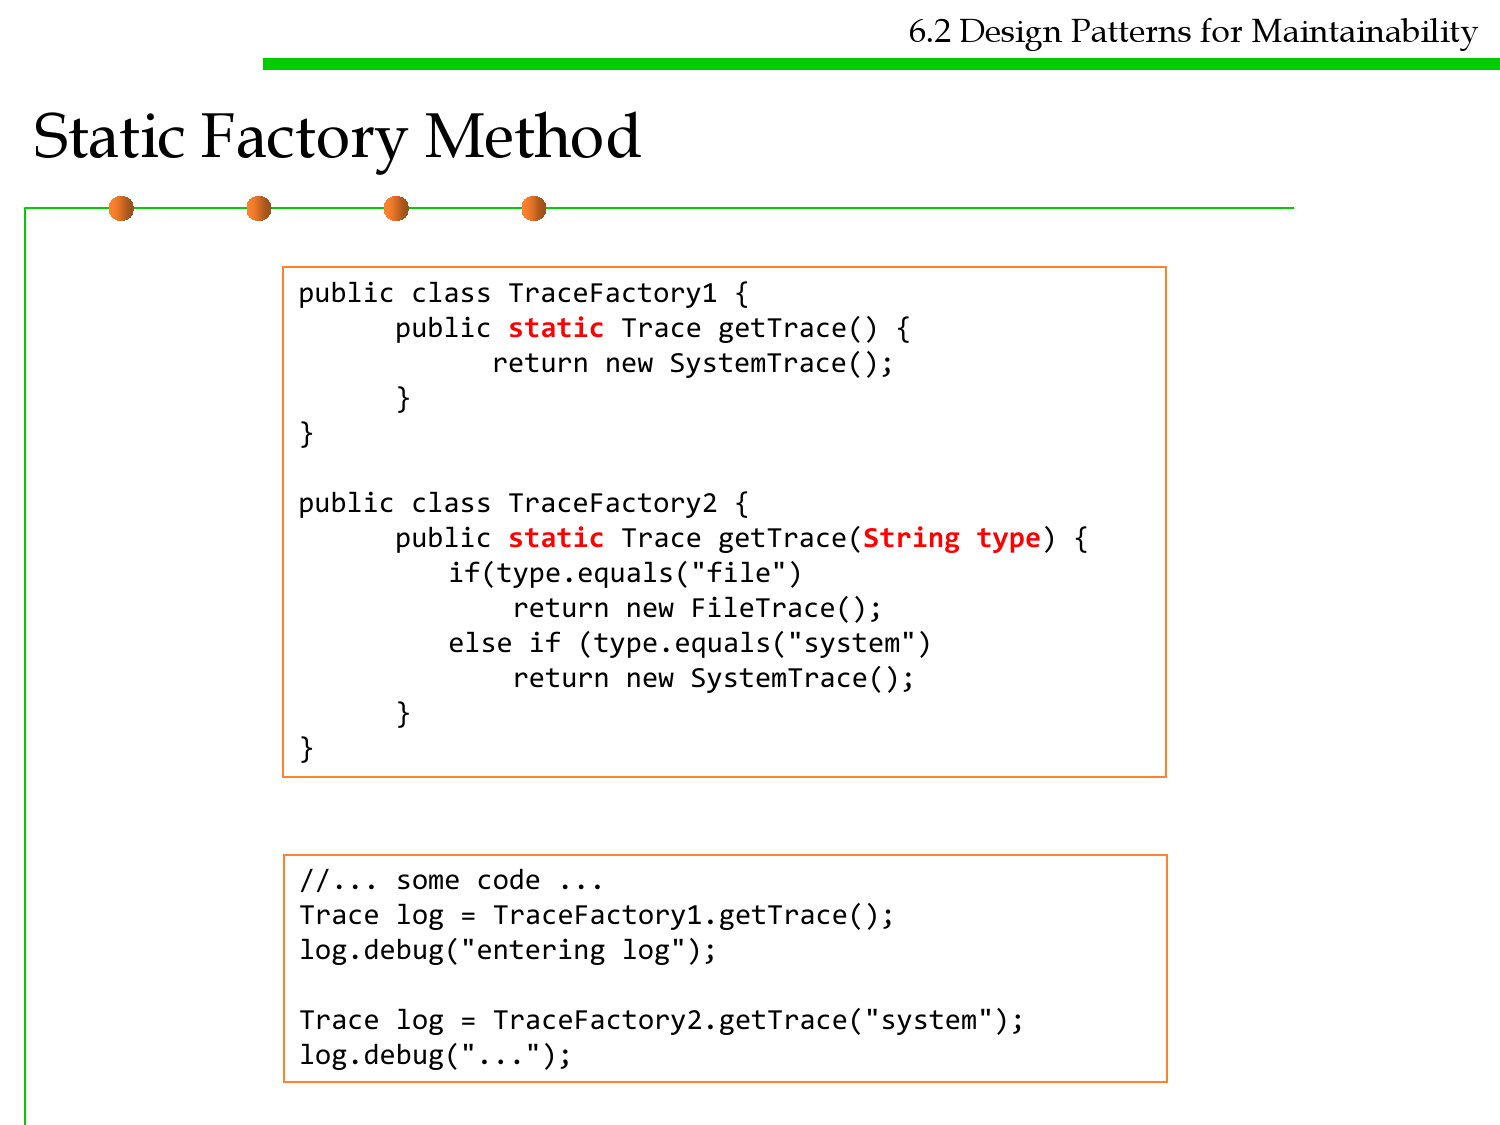 6.2 Design Patterns for Maintainability
Static Factory Method
public class TraceFactory1 {
public static Trace getTrace() {
return new SystemTrace();
}
}
public class TraceFactory2 {
public static Trace getTrace(String type) {
if(type.equals("file")
return new FileTrace();
else if (type.equals("system")
return new SystemTrace();
}
}
//... some code ...
Trace log = TraceFactory1.getTrace();
log.debug("entering log");
Trace log = TraceFactory2.getTrace("system");
log.debug("...");